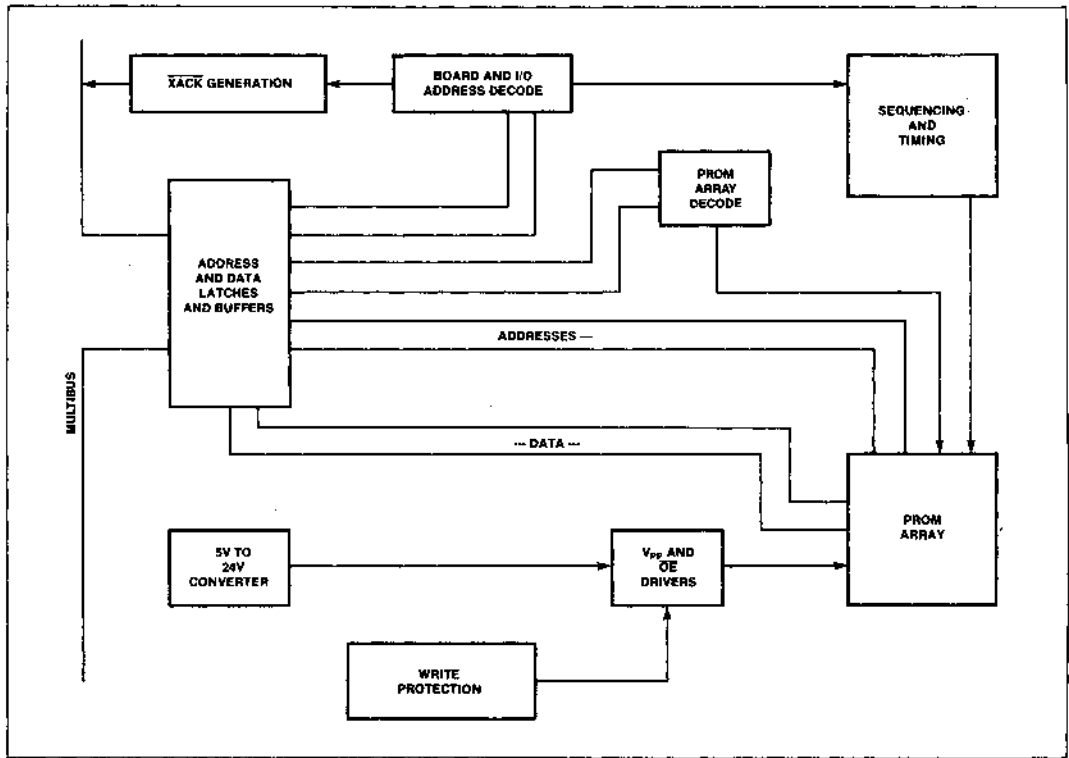 XACK GENERATION
BOARD AND I/O
ADDRESS DECODE
SEQUENCING
AND
TIMING
PROM
ARRAY
DECODE
ADDRESS
AND DATA
LATCHES
AND BUFFERS
ADDRESSES —
MULTIBUS
--- DATA ---
PROM
ARRAY
5V TO
24V
CONVERTER
VPP AND
OE
DRIVERS
WRITE
PROTECTION